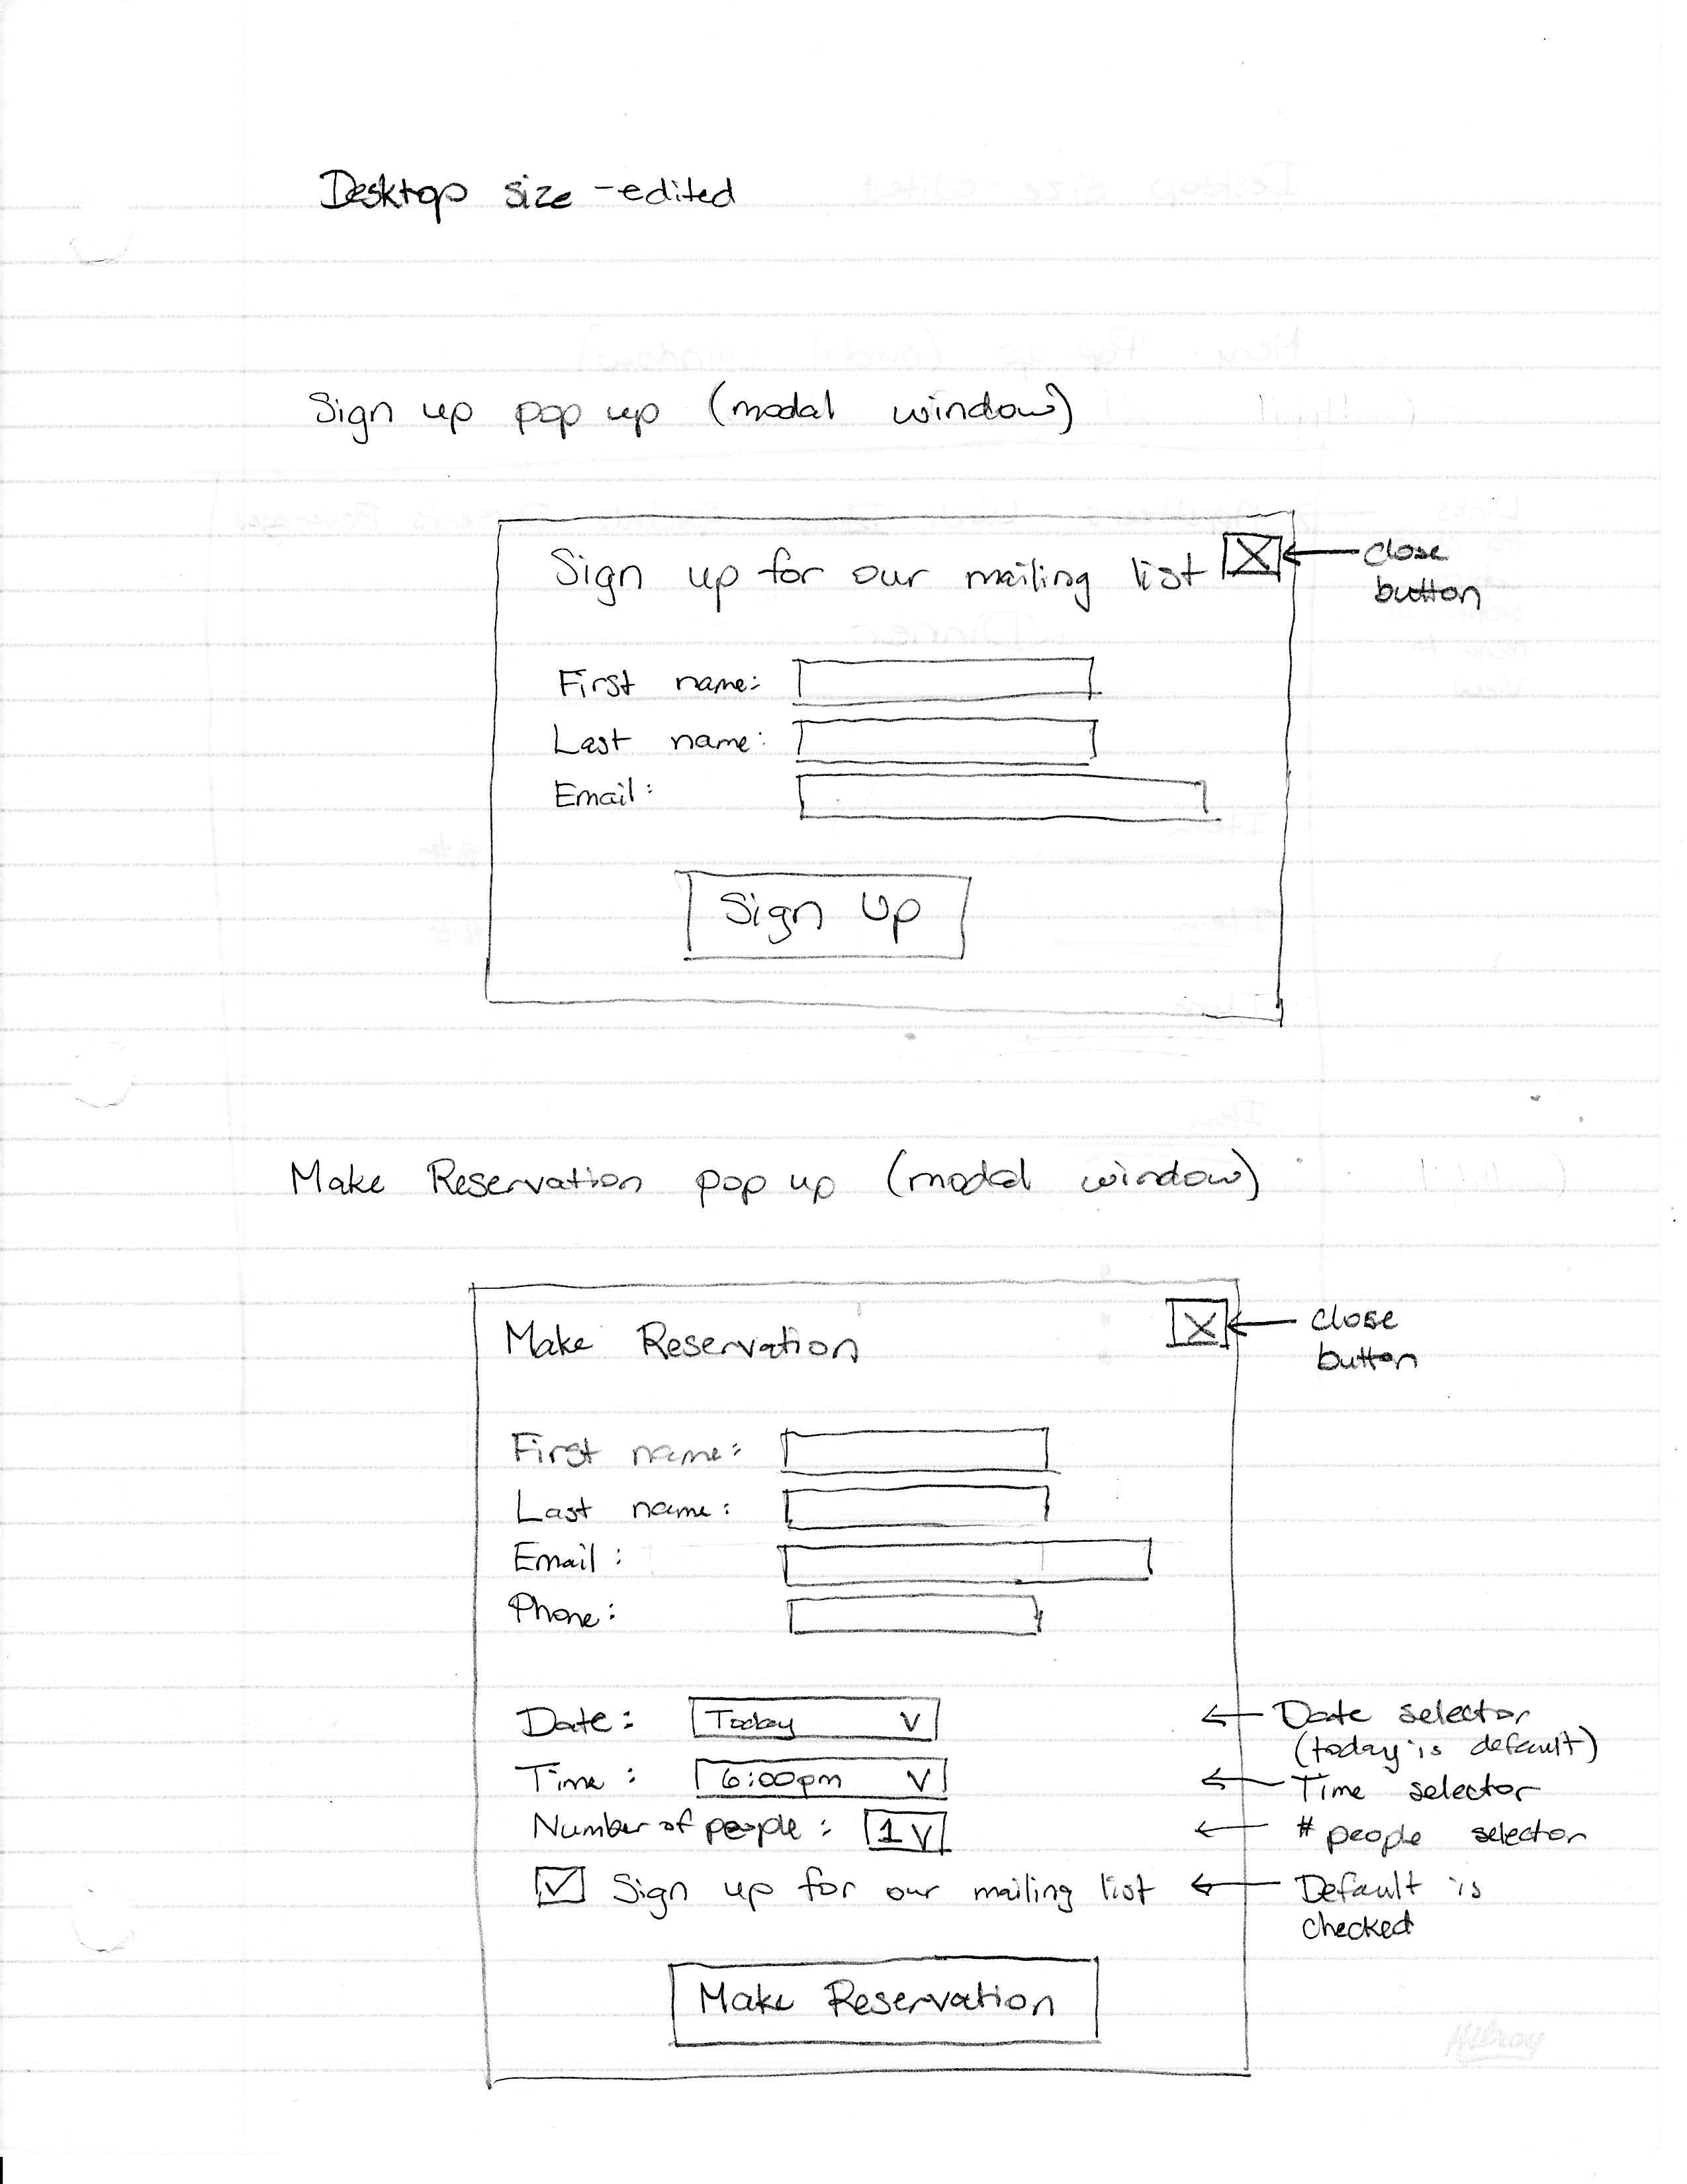 Desktop size - edited
Sign up pop up (modal window)
Sign up for our mailing list X
close
button
First name:
Last name:
Email:
Sign Up
Make Reservation pop up (modal window)
Make Reservation X
close
button
First name:
Last name:
Email:
Phone:
Date: Today V
Date selector
(today is default)
Time: 6:00pm V
Time selector
Number of people: 1 V
# people selector
Sign up for our mailing list
Default is
checked
Make Reservation
Hilroy